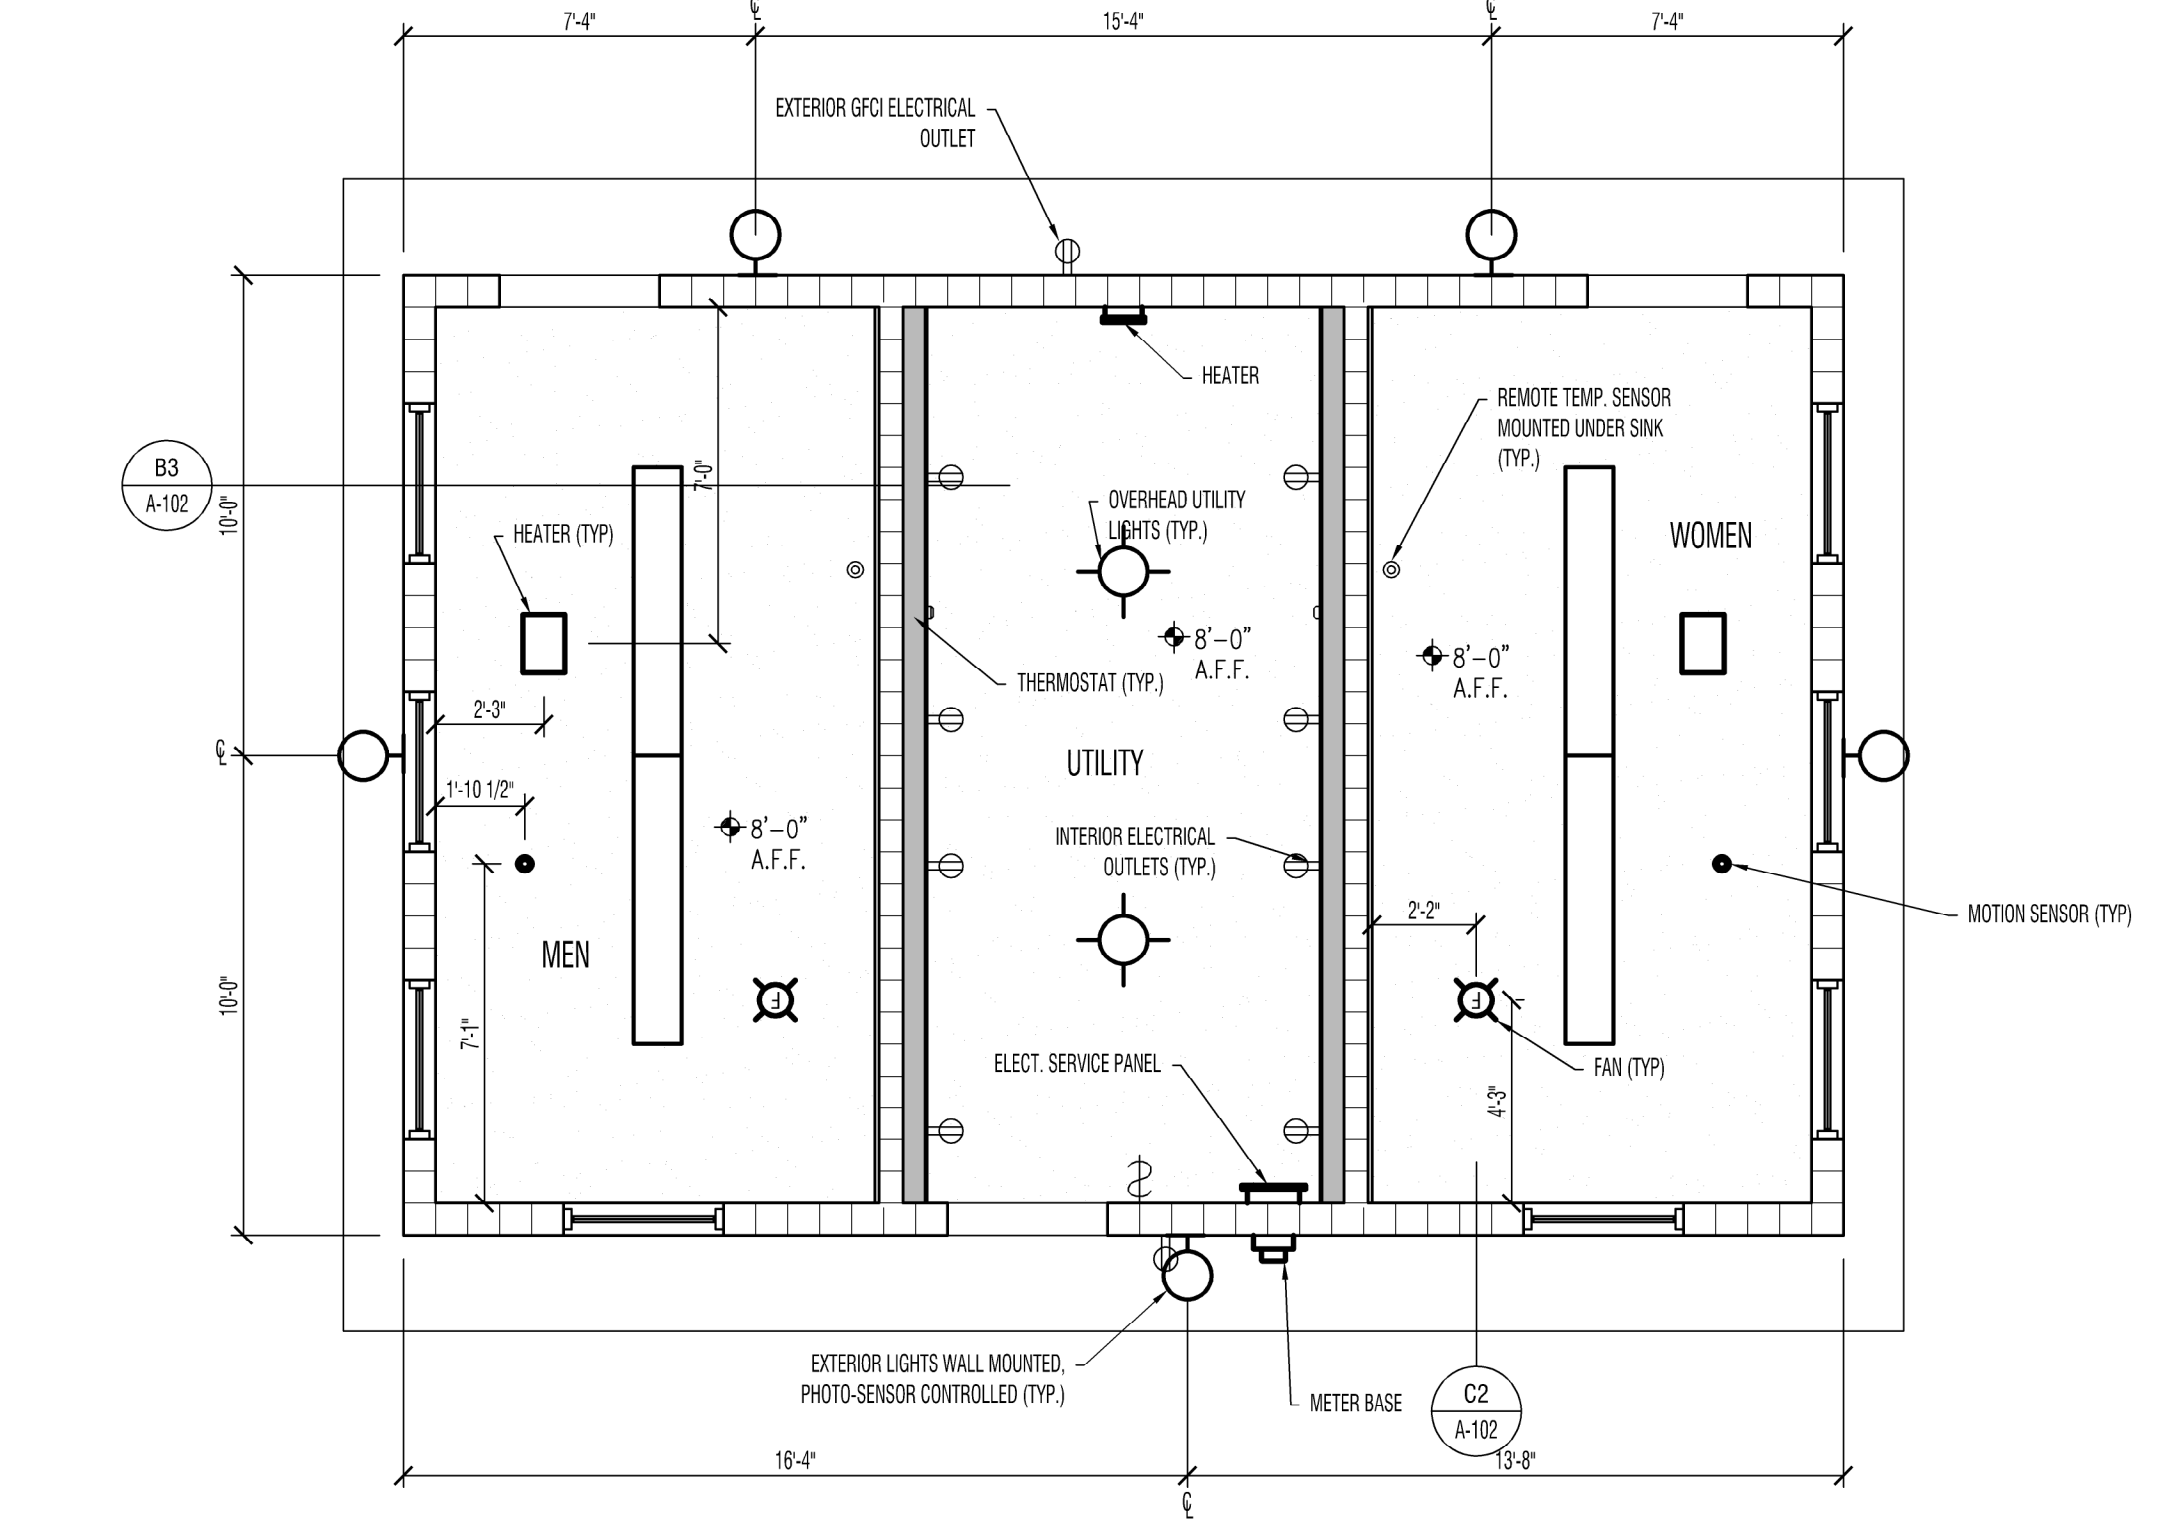 7'-4"
15'-4"
7'-4"
℄
℄
EXTERIOR GFCI ELECTRICAL
OUTLET
HEATER
REMOTE TEMP. SENSOR
MOUNTED UNDER SINK
(TYP.)
B3
A-102
10'-0"
7'-0"
OVERHEAD UTILITY
LIGHTS (TYP.)
HEATER (TYP)
WOMEN
8'-0"
A.F.F.
8'-0"
A.F.F.
THERMOSTAT (TYP.)
2'-3"
℄
UTILITY
1'-10 1/2"
8'-0"
A.F.F.
INTERIOR ELECTRICAL
OUTLETS (TYP.)
2'-2"
MOTION SENSOR (TYP)
MEN
10'-0"
7'-1"
F
F
ELECT. SERVICE PANEL
FAN (TYP)
4'-3"
S
EXTERIOR LIGHTS WALL MOUNTED,
PHOTO-SENSOR CONTROLLED (TYP.)
METER BASE
C2
A-102
16'-4"
13'-8"
℄